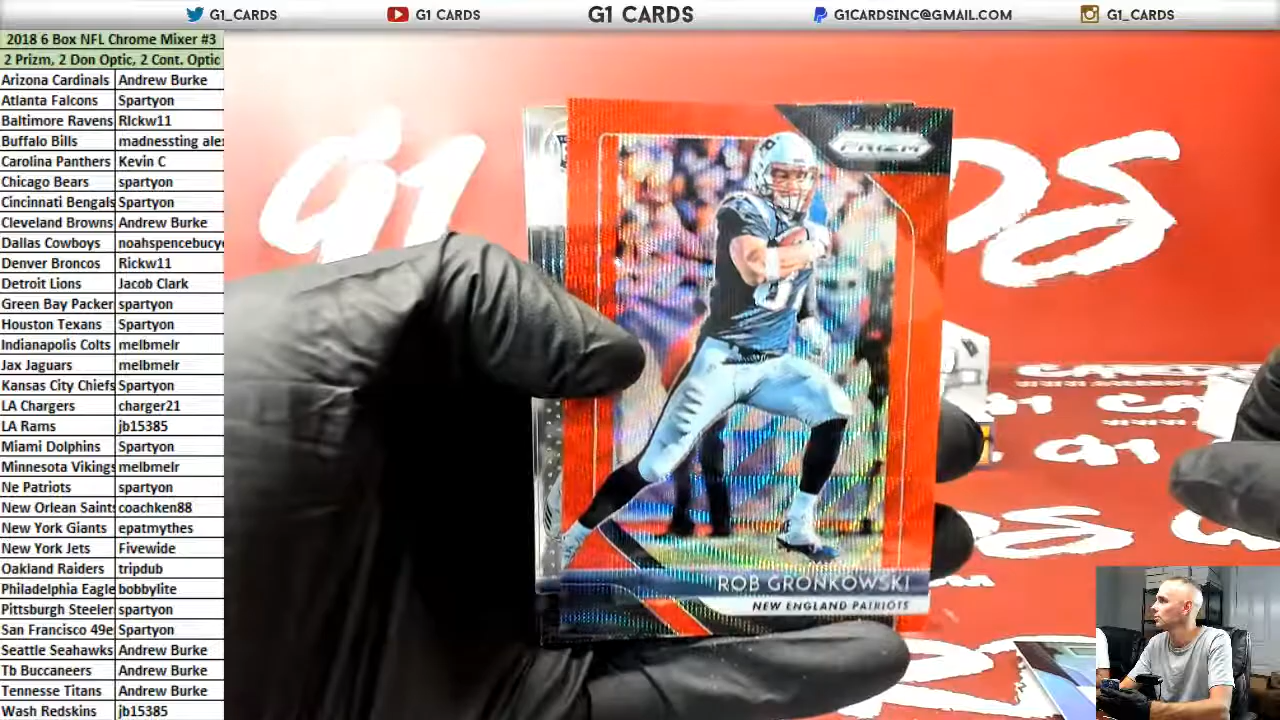 G1_CARDS G1 CARDS G1 CARDS G1CARDSINC@GMAIL.COM G1_CARDS
2018 6 Box NFL Chrome Mixer #3
2 Prizm, 2 Don Optic, 2 Cont. Optic
Arizona Cardinals Andrew Burke
Atlanta Falcons Spartyon
Baltimore Ravens RIckw11
Buffalo Bills madnessting ale
Carolina Panthers Kevin C
Chicago Bears spartyon
Cincinnati Bengals Spartyon
Cleveland Browns Andrew Burke
Dallas Cowboys noahspencebucy
Denver Broncos Rickw11
Detroit Lions Jacob Clark
Green Bay Packer spartyon
Houston Texans Spartyon
Indianapolis Colts melbmelr
Jax Jaguars melbmelr
Kansas City Chiefs Spartyon
LA Chargers charger21
LA Rams jb15385
Miami Dolphins Spartyon
Minnesota Viking melbmelr
Ne Patriots spartyon
New Orlean Saints coachken88
New York Giants epatmythes
New York Jets Fivewide
Oakland Raiders tripdub
Philadelphia Eagle bobbylite
Pittsburgh Steeler spartyon
San Francisco 49e Spartyon
Seattle Seahawks Andrew Burke
Tb Buccaneers Andrew Burke
Tennesse Titans Andrew Burke
Wash Redskins jb15385
PRIZM
ROB GRONKOWSKI
NEW ENGLAND PATRIOTS
G1
DS
G1 CA
G1